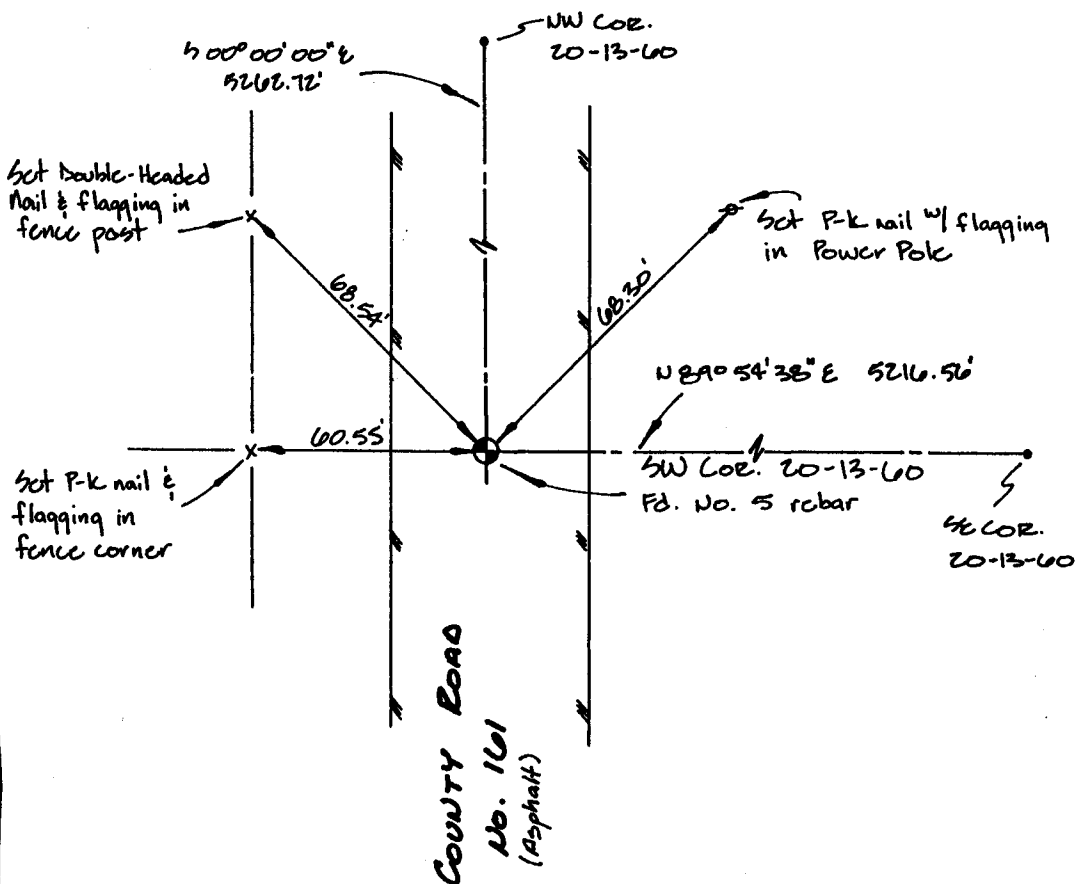 NW COR.
20-13-60
S 00°00'00" E
5262.72'
Set Double-Headed
Nail & flagging in
fence post
Set P-K nail w/ flagging
in Power Pole
68.54'
68.30'
N 89° 54' 38" E 5216.56'
60.55'
SW COR. 20-13-60
Fd. No. 5 rebar
Set P-K nail &
flagging in
fence corner
SE COR.
20-13-60
COUNTY ROAD
No. 161
(Asphalt)